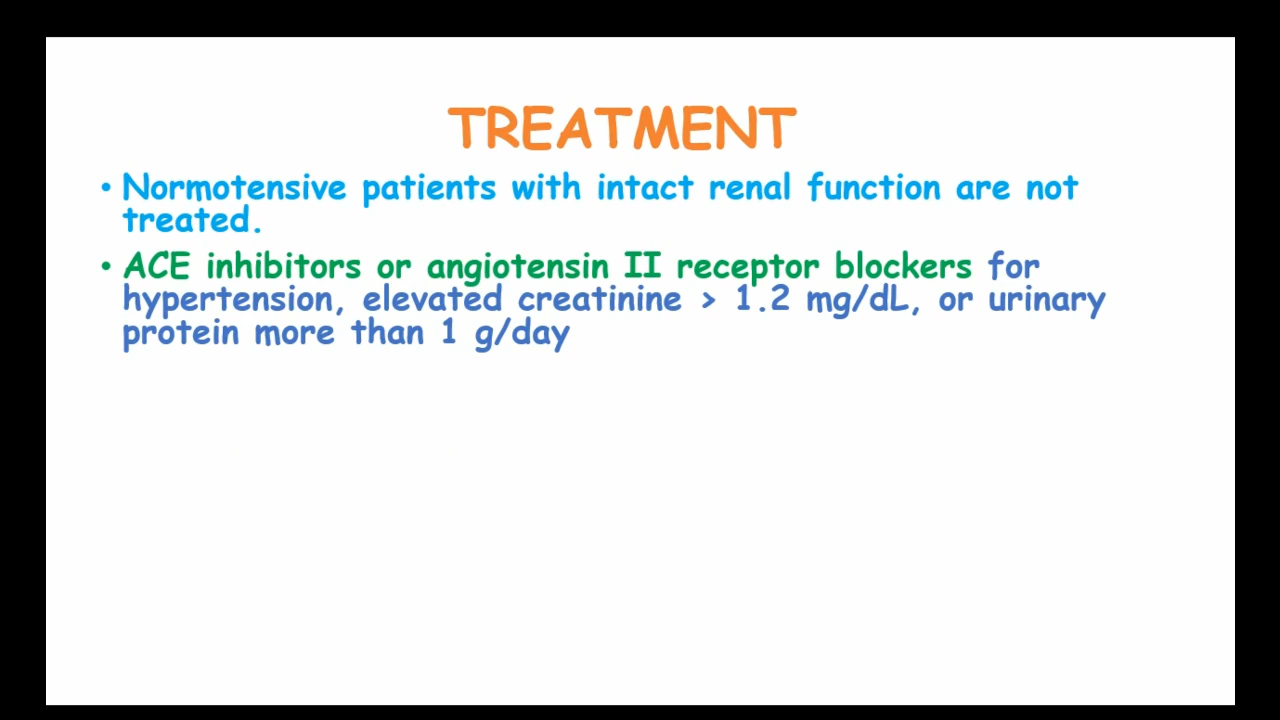 TREATMENT
• Normotensive patients with intact renal function are not
treated.
• ACE inhibitors or angiotensin II receptor blockers for
hypertension, elevated creatinine > 1.2 mg/dL, or urinary
protein more than 1 g/day